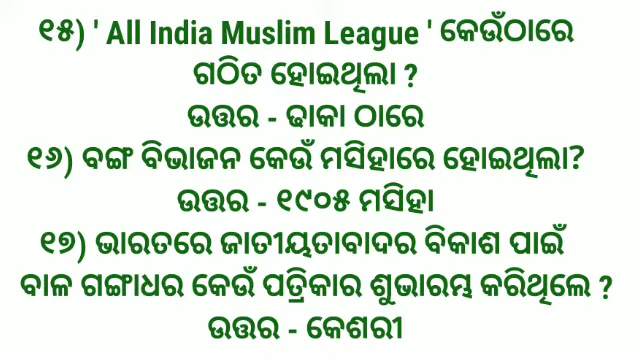 ୧୫) ' All India Muslim League ' କେଉଁଠାରେ
ଗଠିତ ହୋଇଥିଲା ?
ଉତ୍ତର - ଢାକା ଠାରେ
୧୬) ବଙ୍ଗ ବିଭାଜନ କେଉଁ ମସିହାରେ ହୋଇଥିଲା?
ଉତ୍ତର - ୧୯୦୫ ମସିହା
୧୭) ଭାରତରେ ଜାତୀୟତାବାଦର ବିକାଶ ପାଇଁ
ବାଳ ଗଙ୍ଗାଧର କେଉଁ ପତ୍ରିକାର ଶୁଭାରମ୍ଭ କରିଥିଲେ ?
ଉତ୍ତର - କେଶରୀ